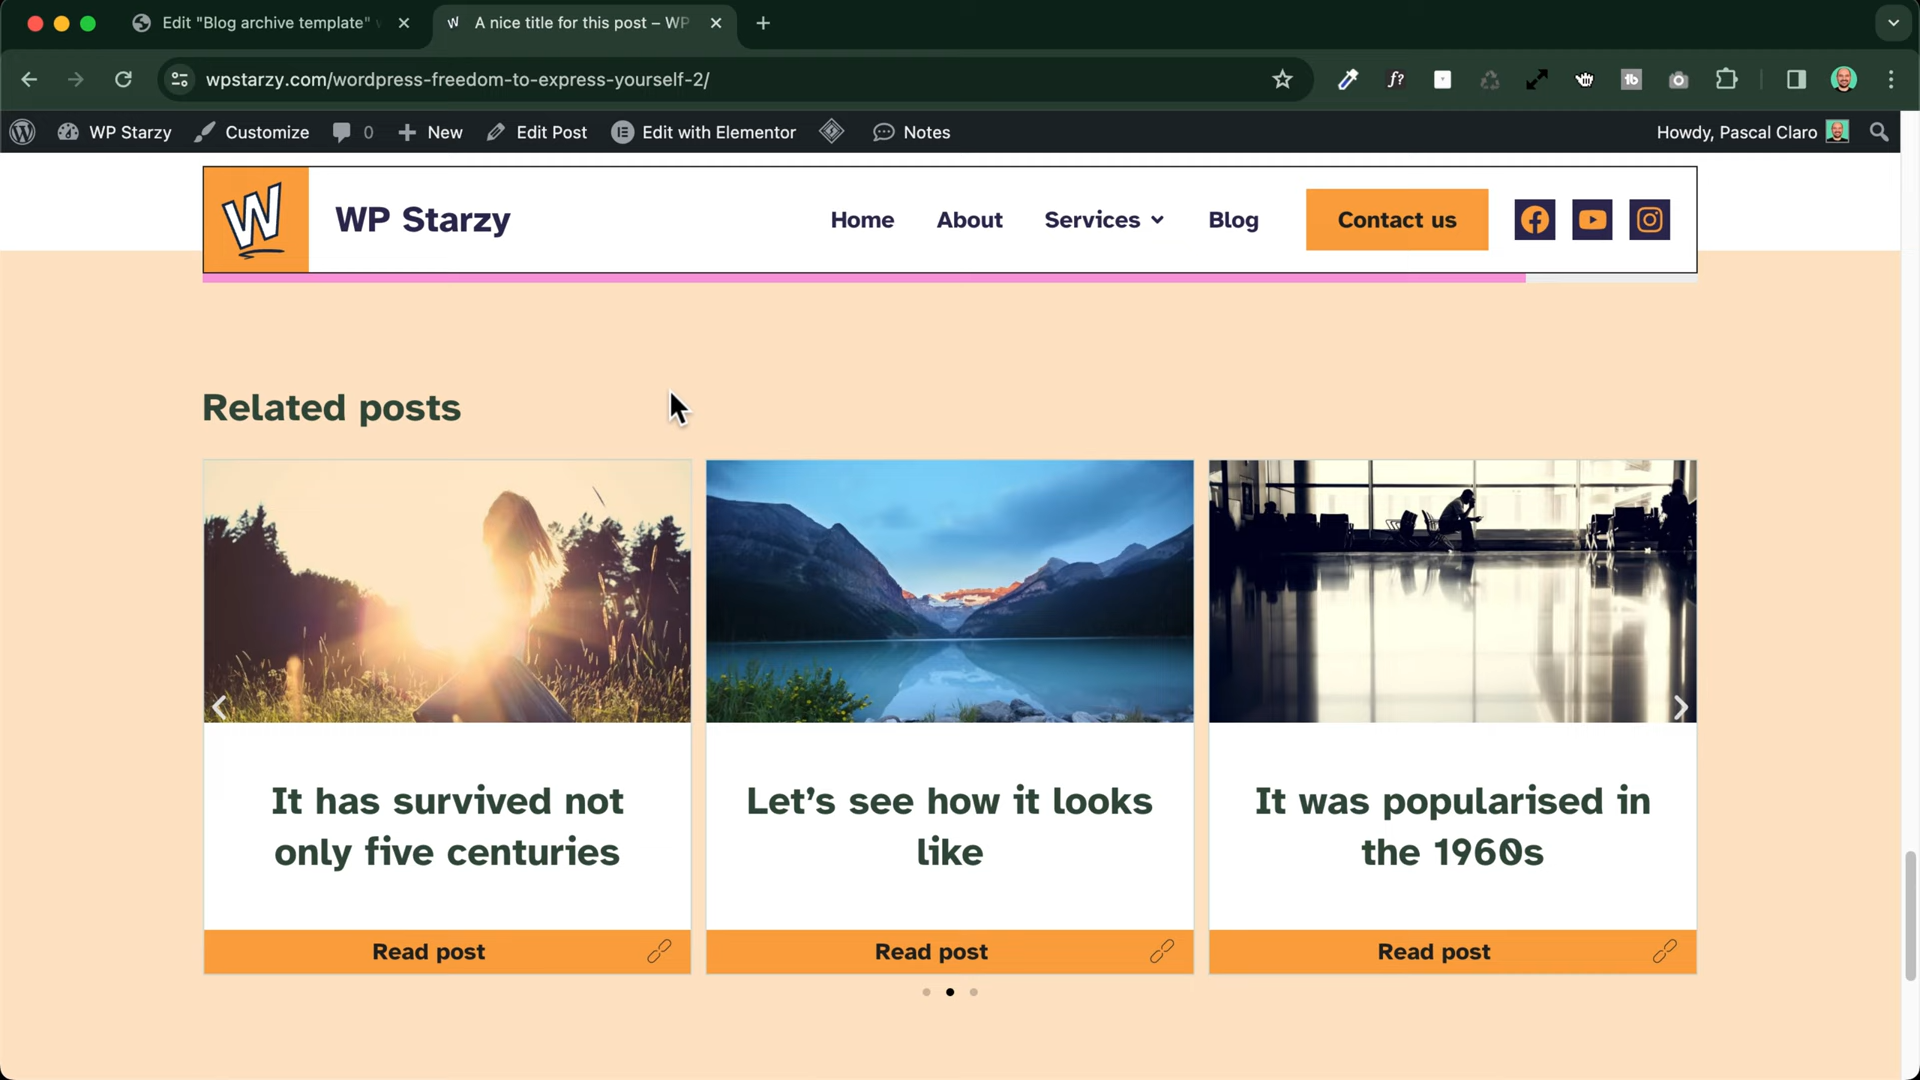 Edit "Blog archive template"
A nice title for this post – WP
wpstarzy.com/wordpress-freedom-to-express-yourself-2/
f?
tb
WP Starzy
Customize
0
New
Edit Post
Edit with Elementor
Notes
Howdy, Pascal Claro
W
WP Starzy
Home
About
Services
Blog
Contact us
Related posts
It has survived not
only five centuries
Let's see how it looks
like
It was popularised in
the 1960s
Read post
Read post
Read post